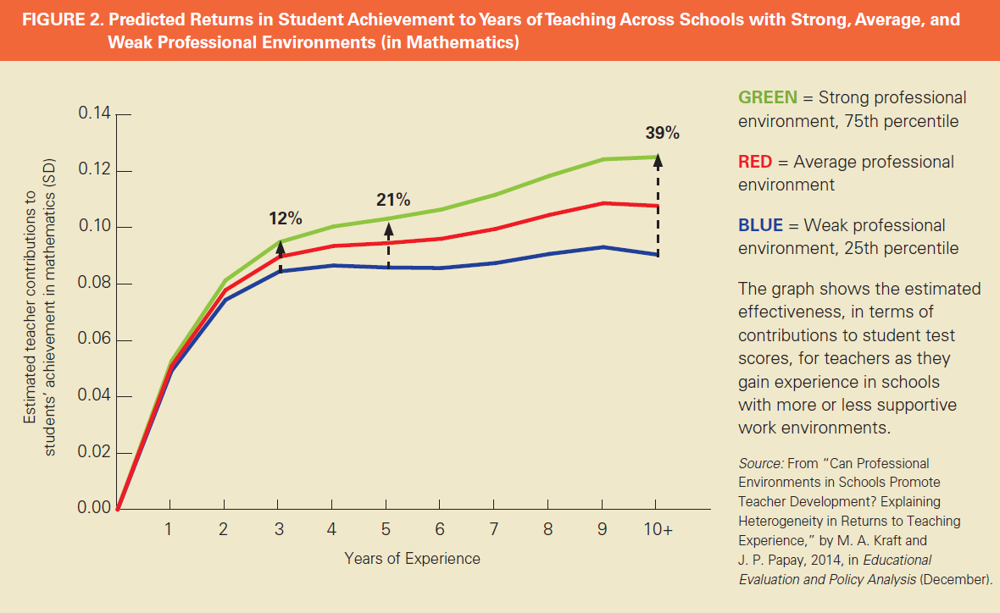 FIGURE 2. Predicted Returns in Student Achievement to Years of Teaching Across Schools with Strong, Average, and
Weak Professional Environments (in Mathematics)
Estimated teacher contributions to
students’ achievement in mathematics (SD)
0.14
0.12
0.10
0.08
0.06
0.04
0.02
0.00
12%
21%
39%
1 2 3 4 5 6 7 8 9 10+
Years of Experience
GREEN = Strong professional
environment, 75th percentile
RED = Average professional
environment
BLUE = Weak professional
environment, 25th percentile
The graph shows the estimated
effectiveness, in terms of
contributions to student test
scores, for teachers as they
gain experience in schools
with more or less supportive
work environments.
Source: From “Can Professional
Environments in Schools Promote
Teacher Development? Explaining
Heterogeneity in Returns to Teaching
Experience,” by M. A. Kraft and
J. P. Papay, 2014, in Educational
Evaluation and Policy Analysis (December).